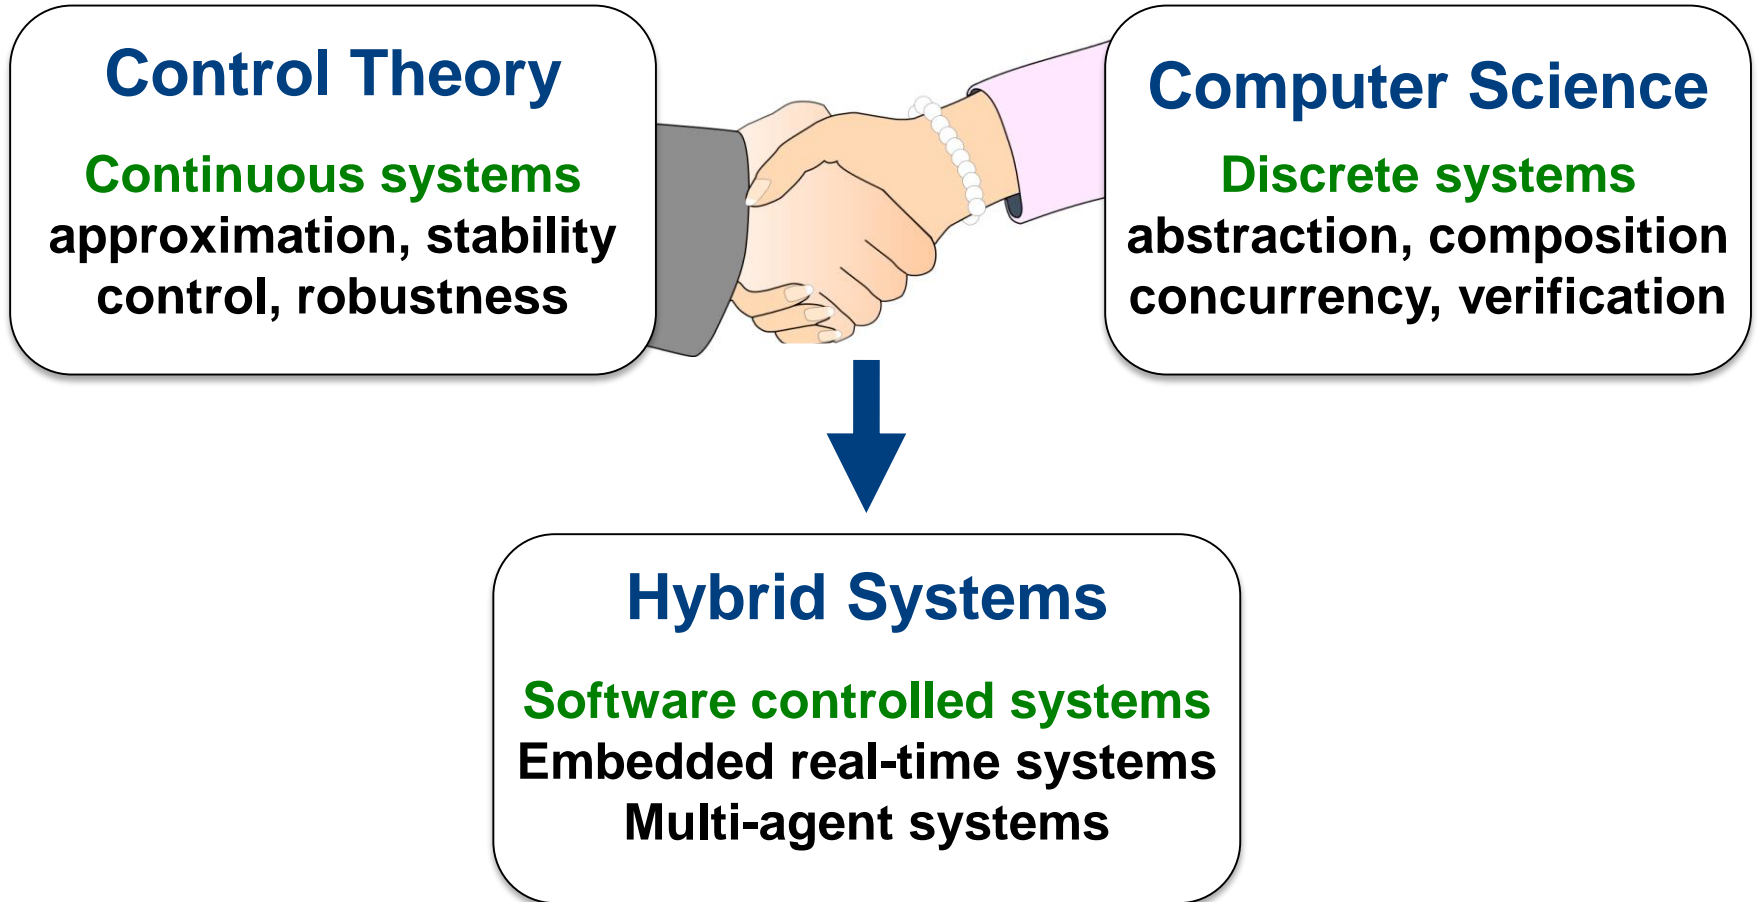 Control Theory
Continuous systems
approximation, stability
control, robustness
Computer Science
Discrete systems
abstraction, composition
concurrency, verification
Hybrid Systems
Software controlled systems
Embedded real-time systems
Multi-agent systems